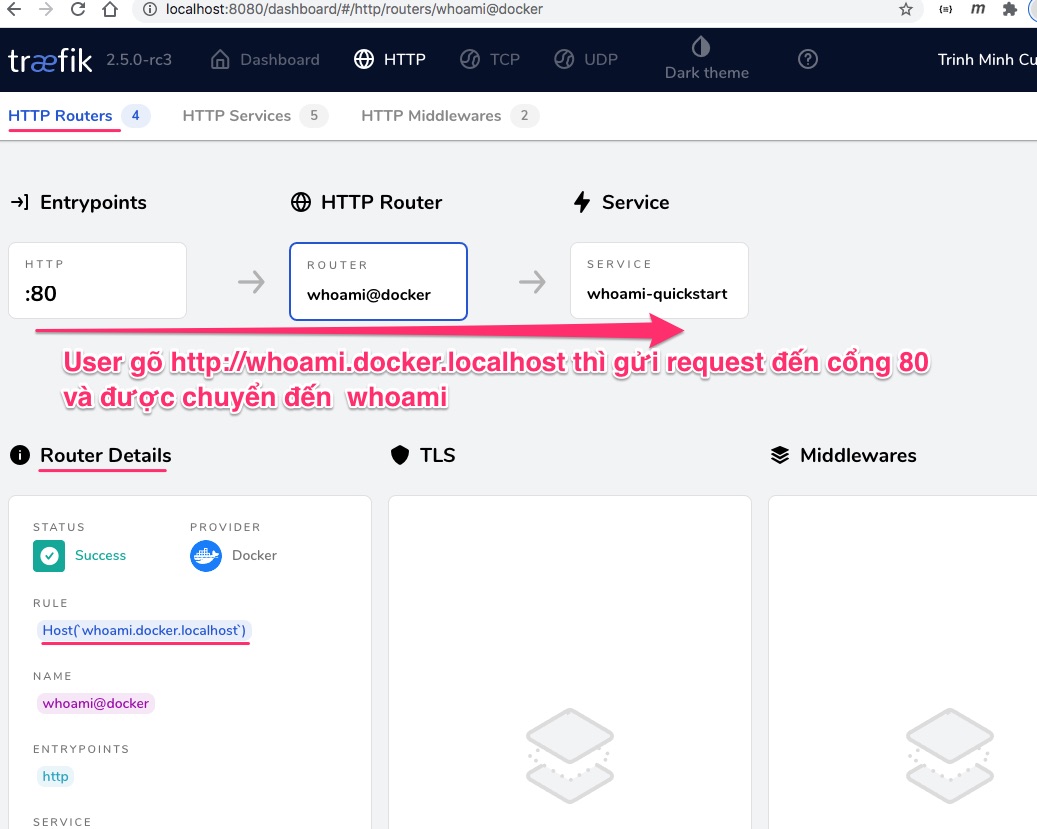 localhost:8080/dashboard/#/http/routers/whoami@docker
træfik 2.5.0-rc3 Dashboard HTTP TCP UDP Dark theme Trinh Minh Cu
HTTP Routers 4 HTTP Services 5 HTTP Middlewares 2
Entrypoints HTTP Router Service
HTTP ROUTER SERVICE
:80 whoami@docker whoami-quickstart
User gõ http://whoami.docker.localhost thì gửi request đến cổng 80
và được chuyển đến whoami
Router Details TLS Middlewares
STATUS PROVIDER
Success Docker
RULE
Host(`whoami.docker.localhost`)
NAME
whoami@docker
ENTRYPOINTS
http
SERVICE